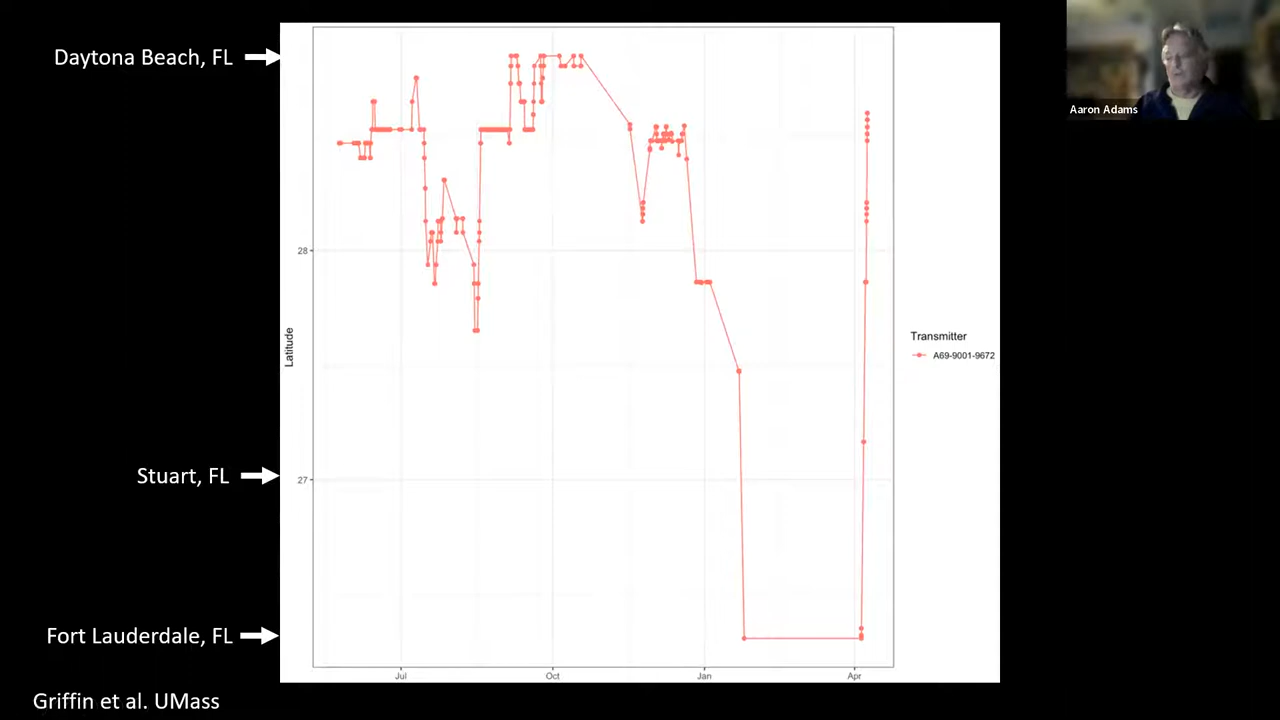 Daytona Beach, FL
Aaron Adams
28
Latitude
Transmitter
A69-9001-9672
Stuart, FL
27
Fort Lauderdale, FL
Jul
Oct
Jan
Apr
Griffin et al. UMass